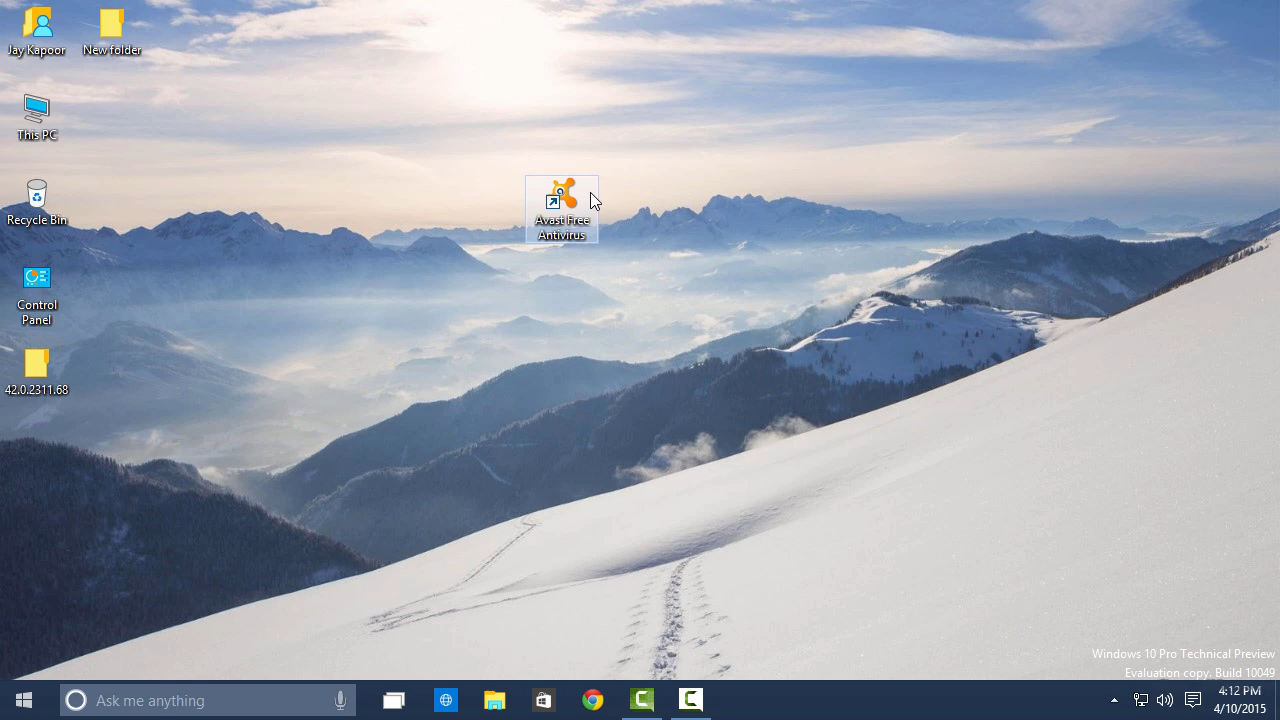 Jay Kapoor
New folder
This PC
Recycle Bin
Control
Panel
42.0.2311.68
Avast Free
Antivirus
Windows 10 Pro Technical Preview
Evaluation copy. Build 10049
Ask me anything
4:12 PM
4/10/2015